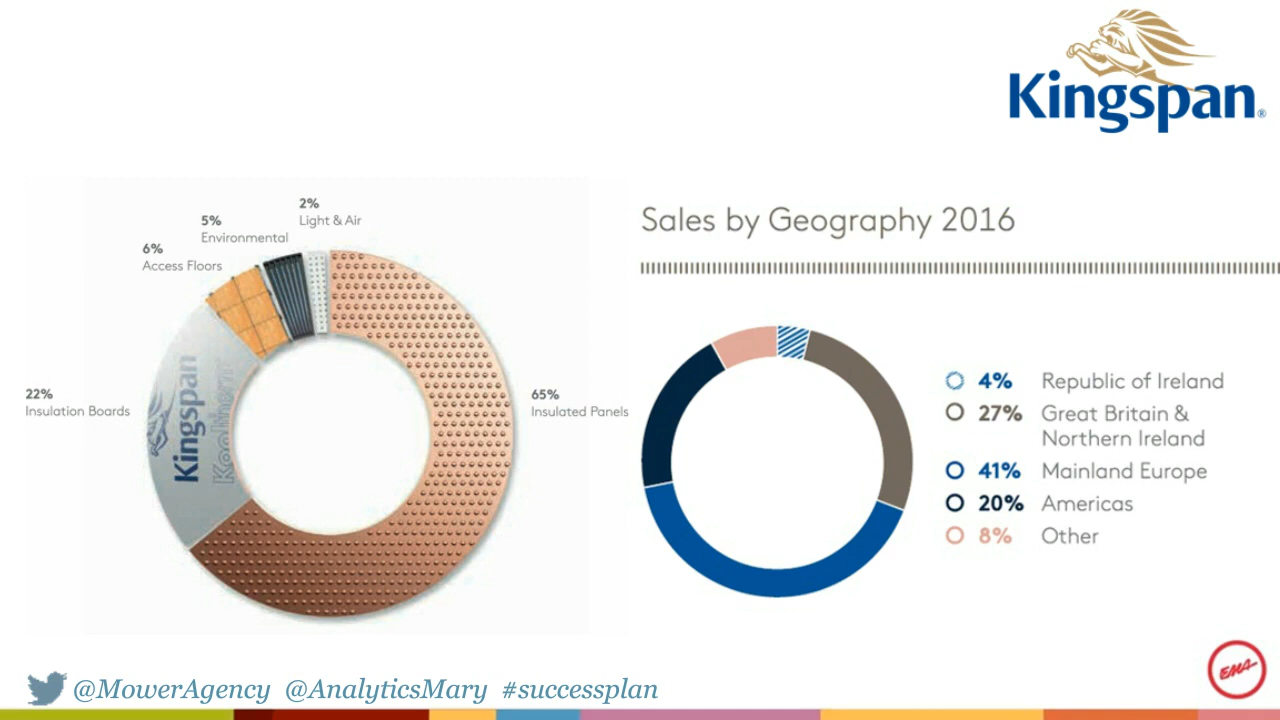 Kingspan®
2%
Light & Air
5%
Environmental
6%
Access Floors
22%
Insulation Boards
65%
Insulated Panels
Kingspan
Kooltherm
Sales by Geography 2016
4% Republic of Ireland
27% Great Britain &
Northern Ireland
41% Mainland Europe
20% Americas
8% Other
@MowerAgency @AnalyticsMary #successplan
EMA